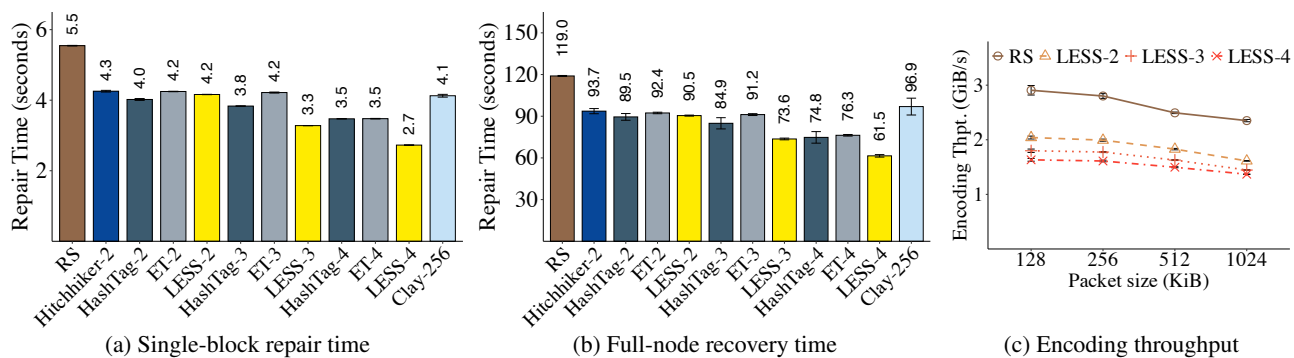 Repair Time (seconds)
6
4
2
5.5
4.3
4.0
4.2
4.2
3.8
4.2
3.3
3.5
3.5
2.7
4.1
RS
Hitchhiker-2
HashTag-2
ET-2
LESS-2
HashTag-3
ET-3
LESS-3
HashTag-4
ET-4
LESS-4
Clay-256
(a) Single-block repair time
Repair Time (seconds)
120
90
60
30
119.0
93.7
89.5
92.4
90.5
84.9
91.2
73.6
74.8
76.3
61.5
96.9
RS
Hitchhiker-2
HashTag-2
ET-2
LESS-2
HashTag-3
ET-3
LESS-3
HashTag-4
ET-4
LESS-4
Clay-256
(b) Full-node recovery time
RS LESS-2 LESS-3 LESS-4
Encoding Thpt. (GiB/s)
3
2
1
128 256 512 1024
Packet size (KiB)
(c) Encoding throughput